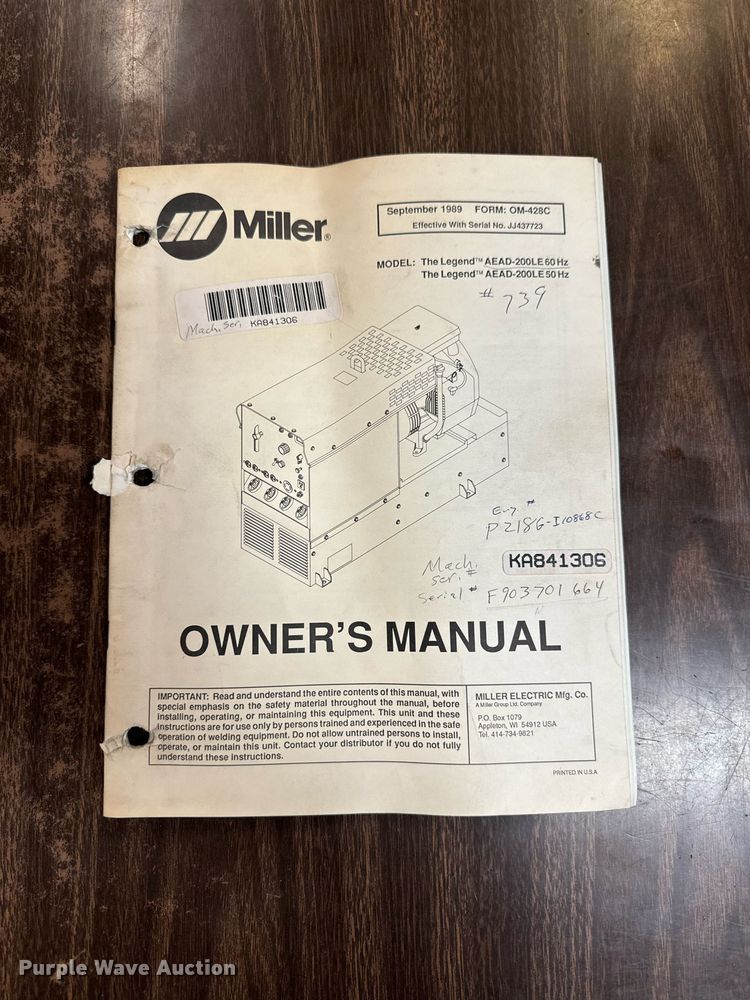 Miller®
September 1989 FORM: OM-428C
Effective With Serial No. JJ437723
MODEL: The Legend™ AEAD-200LE 60 Hz
The Legend™ AEAD-200LE 50 Hz
# 739
Mach. Ser. KA841306
Eng #
P218G-I10868C
Mach. Ser. # KA841306
Serial # F903701664
OWNER'S MANUAL
IMPORTANT: Read and understand the entire contents of this manual, with
special emphasis on the safety material throughout the manual, before
installing, operating, or maintaining this equipment. This unit and these
instructions are for use only by persons trained and experienced in the safe
operation of welding equipment. Do not allow untrained persons to install,
operate, or maintain this unit. Contact your distributor if you do not fully
understand these instructions.
MILLER ELECTRIC Mfg. Co.
A Miller Group Ltd. Company
P.O. Box 1079
Appleton, WI 54912 USA
Tel. 414-734-9821
PRINTED IN U.S.A
Purple Wave Auction